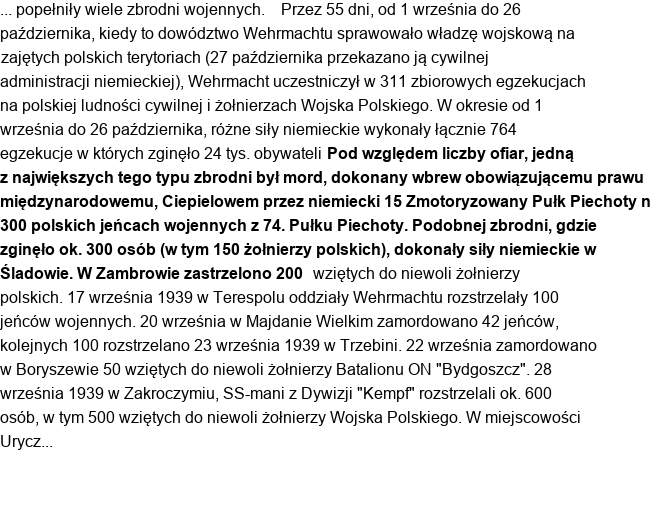 ... popełniły wiele zbrodni wojennych. Przez 55 dni, od 1 września do 26
października, kiedy to dowództwo Wehrmachtu sprawowało władzę wojskową na
zajętych polskich terytoriach (27 października przekazano ją cywilnej
administracji niemieckiej), Wehrmacht uczestniczył w 311 zbiorowych egzekucjach
na polskiej ludności cywilnej i żołnierzach Wojska Polskiego. W okresie od 1
września do 26 października, różne siły niemieckie wykonały łącznie 764
egzekucje w których zginęło 24 tys. obywateli Pod względem liczby ofiar, jedną
z największych tego typu zbrodni był mord, dokonany wbrew obowiązującemu prawu
międzynarodowemu, Ciepielowem przez niemiecki 15 Zmotoryzowany Pułk Piechoty n
300 polskich jeńcach wojennych z 74. Pułku Piechoty. Podobnej zbrodni, gdzie
zginęło ok. 300 osób (w tym 150 żołnierzy polskich), dokonały siły niemieckie w
Śladowie. W Zambrowie zastrzelono 200 wziętych do niewoli żołnierzy
polskich. 17 września 1939 w Terespolu oddziały Wehrmachtu rozstrzelały 100
jeńców wojennych. 20 września w Majdanie Wielkim zamordowano 42 jeńców,
kolejnych 100 rozstrzelano 23 września 1939 w Trzebini. 22 września zamordowano
w Boryszewie 50 wziętych do niewoli żołnierzy Batalionu ON "Bydgoszcz". 28
września 1939 w Zakroczymiu, SS-mani z Dywizji "Kempf" rozstrzelali ok. 600
osób, w tym 500 wziętych do niewoli żołnierzy Wojska Polskiego. W miejscowości
Urycz...